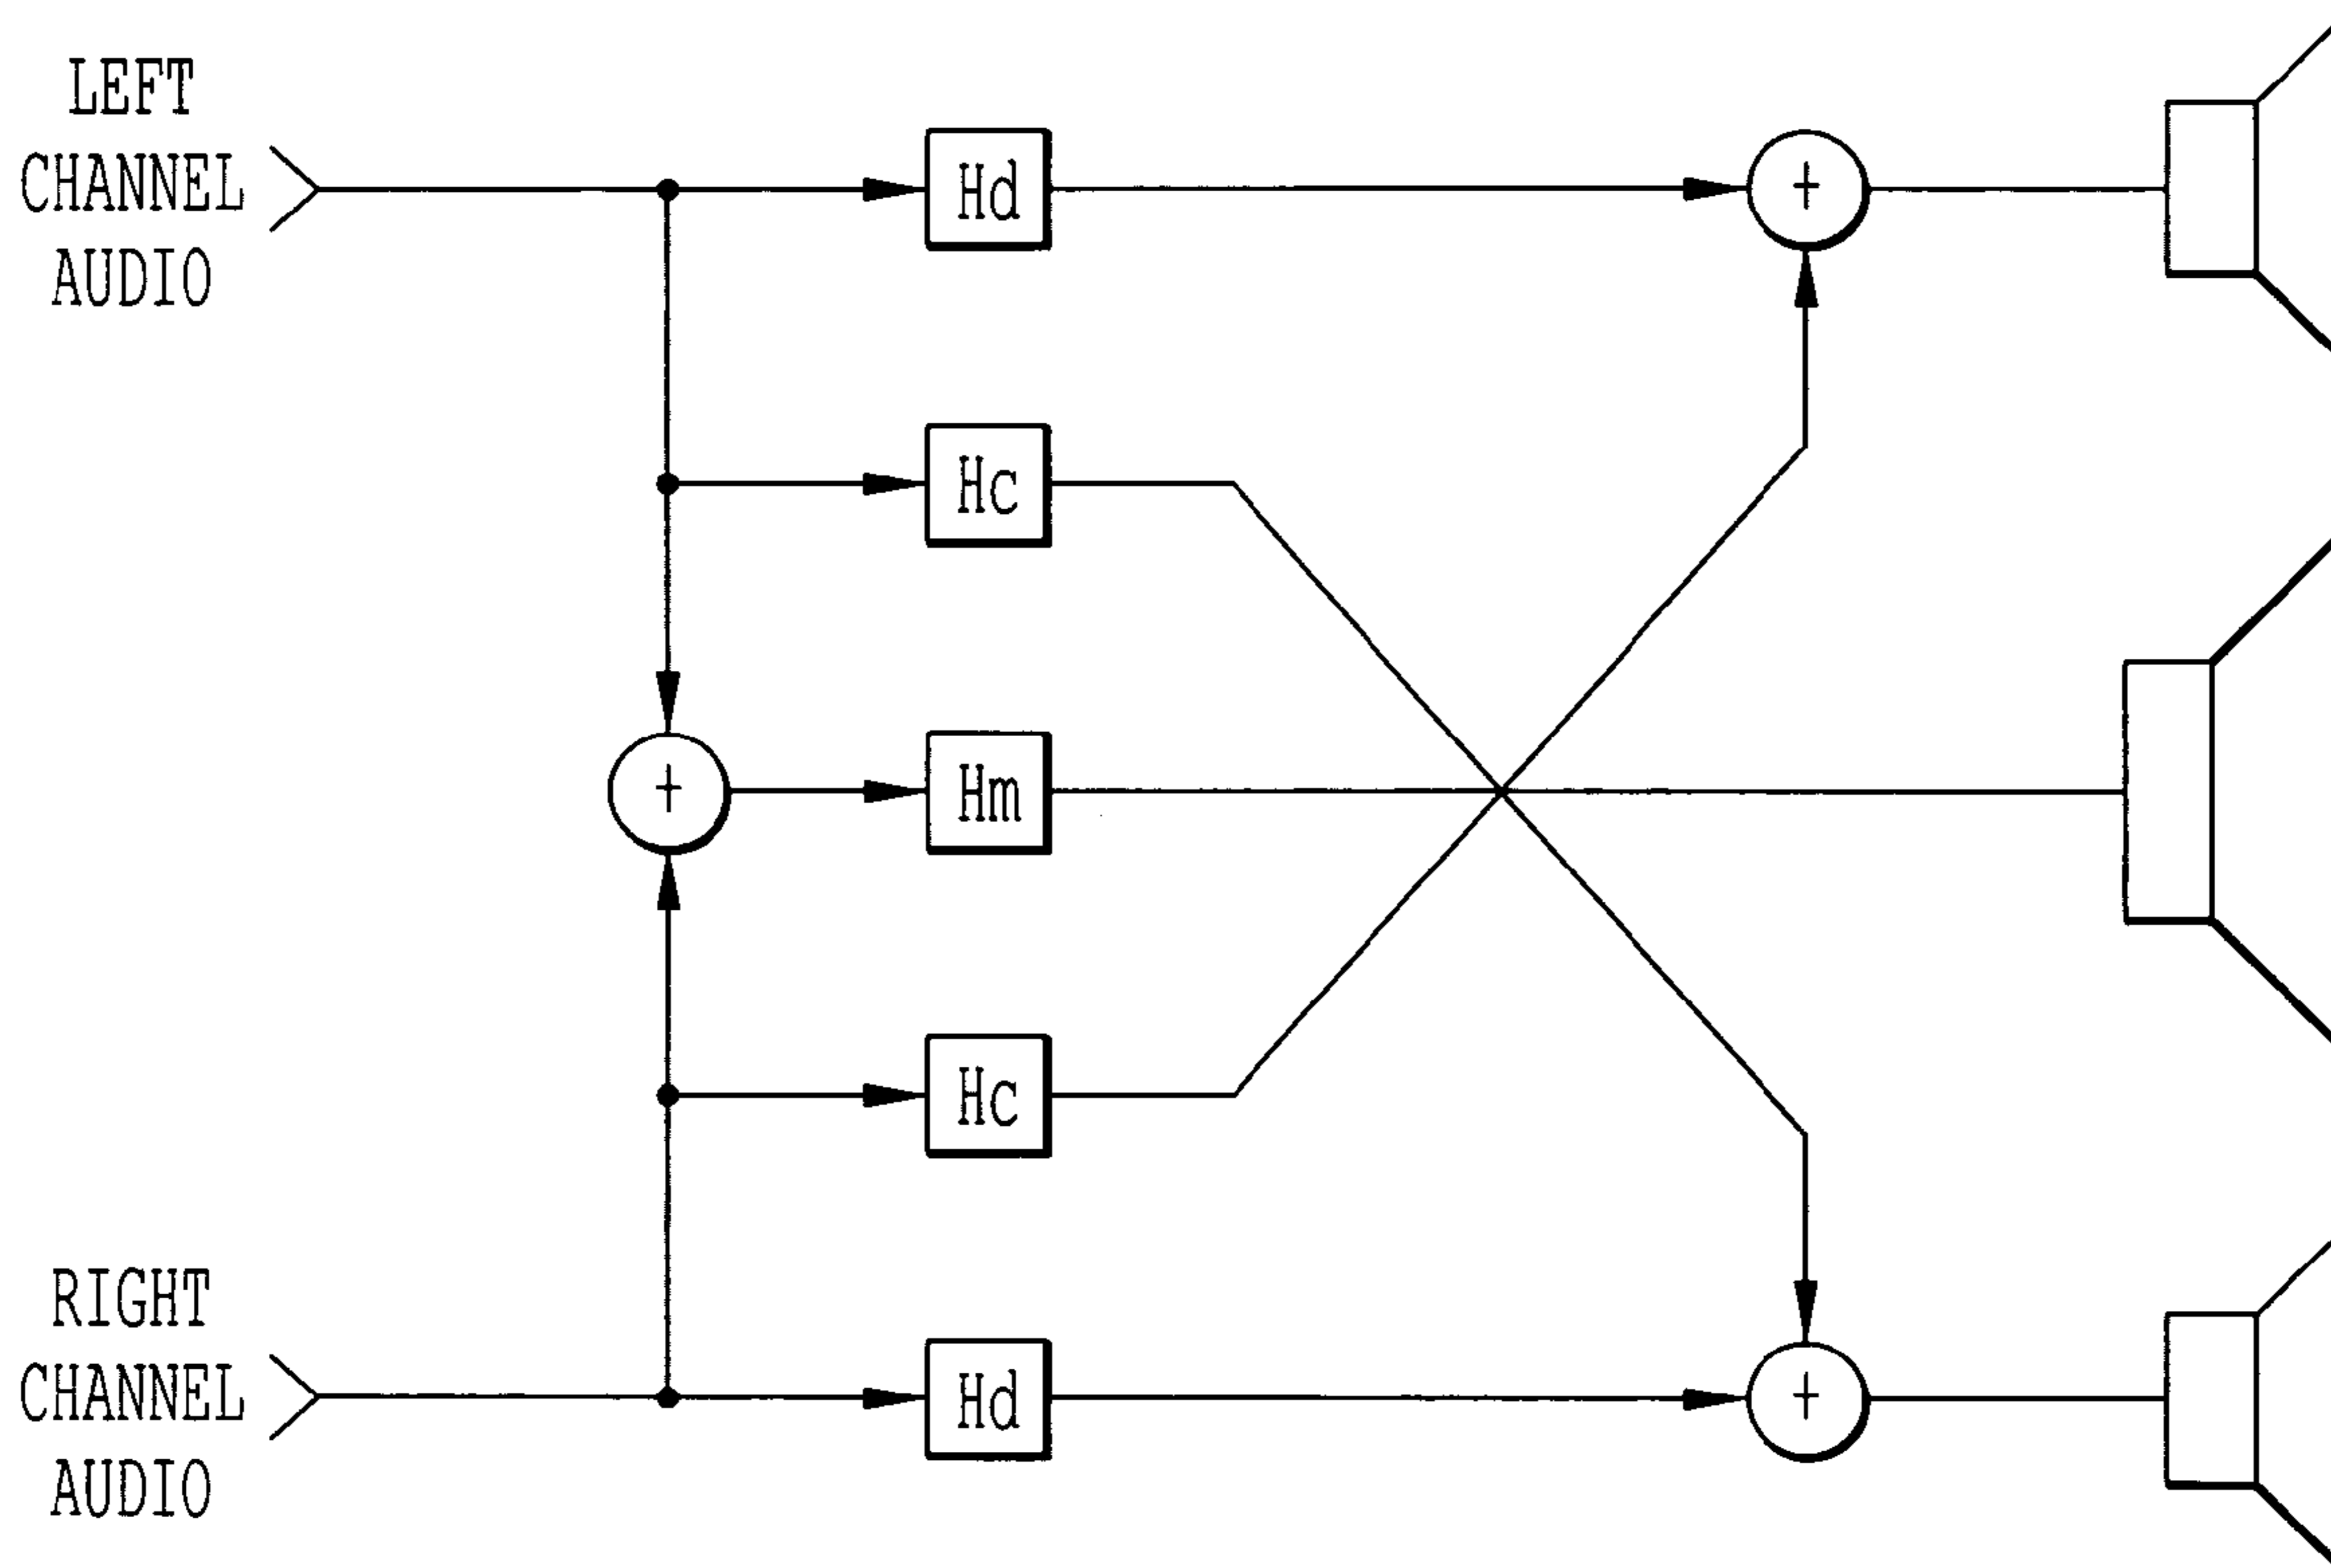 LEFT
CHANNEL
AUDIO
Hd
+
Hc
+
Hm
Hc
RIGHT
CHANNEL
AUDIO
Hd
+